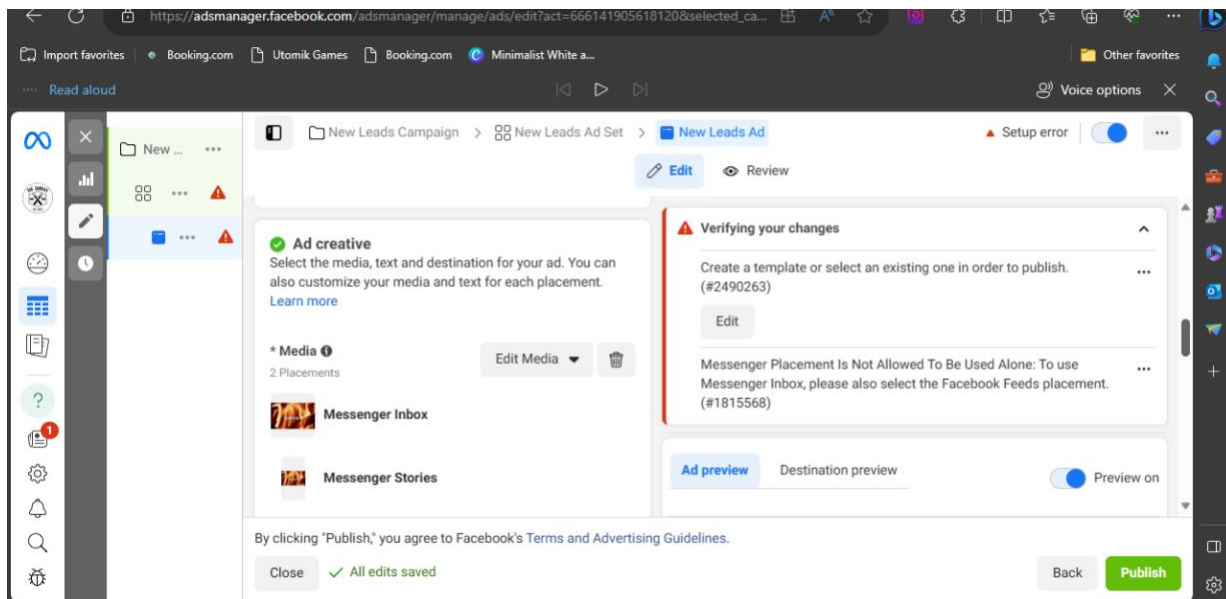 https://adsmanager.facebook.com/adsmanager/manage/ads/edit?act=666141905618120&selected_ca...
Import favorites
Booking.com
Utomik Games
Booking.com
Minimalist White a...
Other favorites
Read aloud
Voice options
New Leads Campaign > New Leads Ad Set > New Leads Ad
Setup error
New ...
Edit
Review
Ad creative
Select the media, text and destination for your ad. You can
also customize your media and text for each placement.
Learn more
* Media
2 Placements
Edit Media
Messenger Inbox
Messenger Stories
Verifying your changes
Create a template or select an existing one in order to publish.
(#2490263)
Edit
Messenger Placement Is Not Allowed To Be Used Alone: To use
Messenger Inbox, please also select the Facebook Feeds placement.
(#1815568)
Ad preview
Destination preview
Preview on
1
By clicking "Publish," you agree to Facebook's Terms and Advertising Guidelines.
Close
All edits saved
Back
Publish